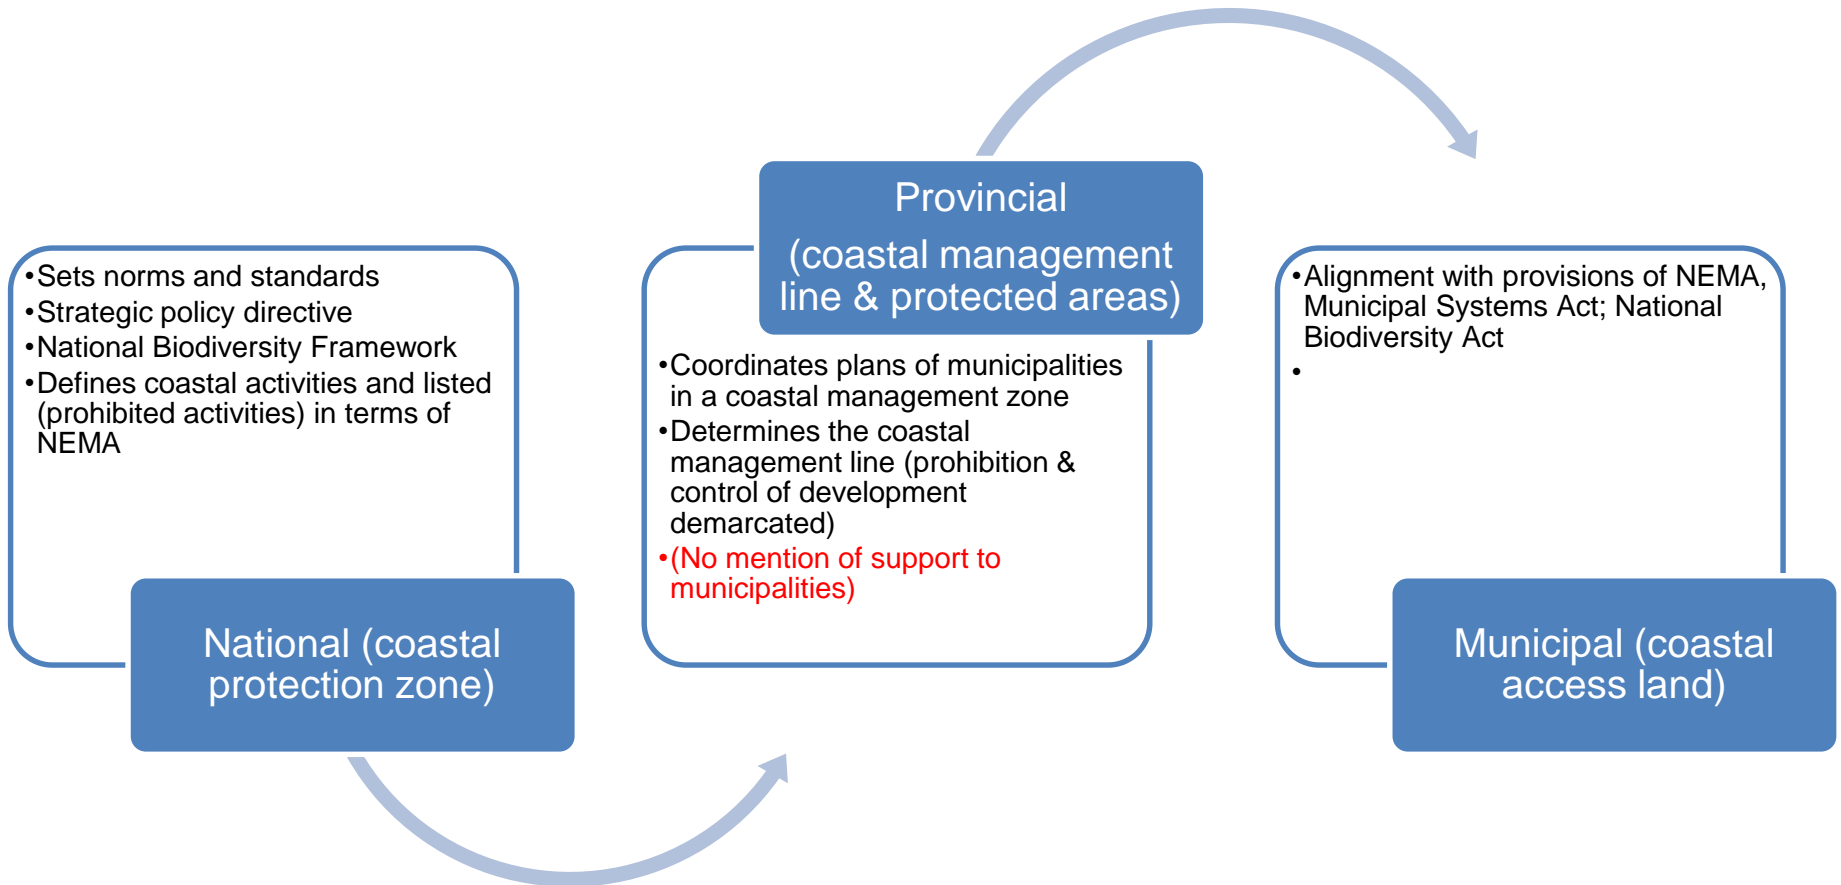 •Sets norms and standards
•Strategic policy directive
•National Biodiversity Framework
•Defines coastal activities and listed
(prohibited activities) in terms of
NEMA
National (coastal
protection zone)
Provincial
(coastal management
line & protected areas)
•Coordinates plans of municipalities
in a coastal management zone
•Determines the coastal
management line (prohibition &
control of development
demarcated)
•(No mention of support to
municipalities)
•Alignment with provisions of NEMA,
Municipal Systems Act; National
Biodiversity Act
•
Municipal (coastal
access land)